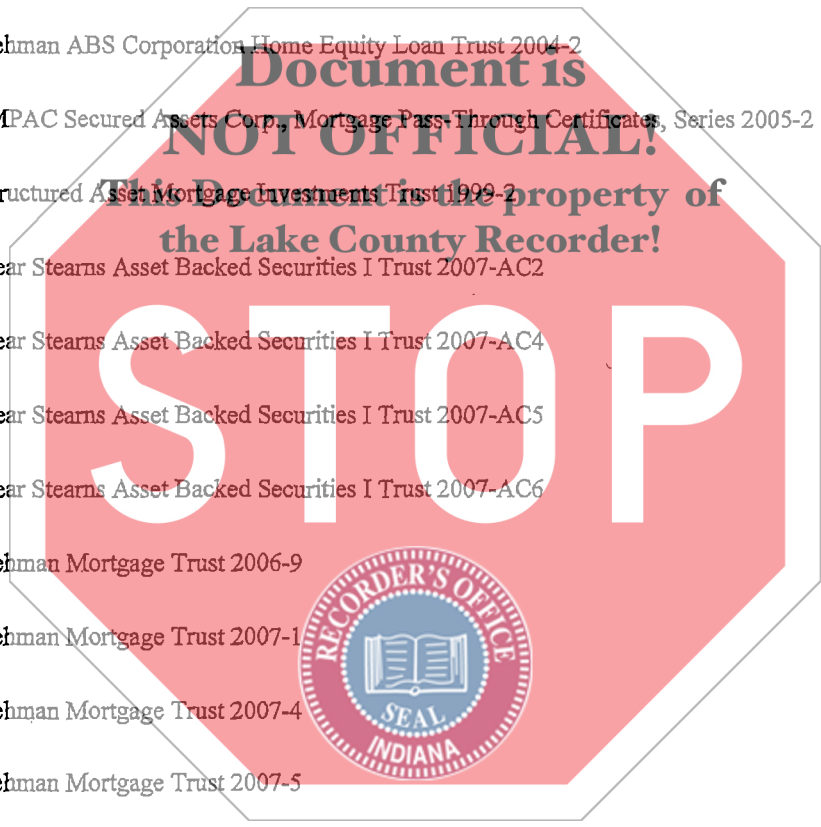 ehman ABS Corporation Home Equity Loan Trust 2004-2
Document is
MPAC Secured Assets Corp., Mortgage Pass-Through Certificates, Series 2005-2
NOT OFFICIAL!
ructured Asset Mortgage Investments Trust 1999-2
This Document is the property of
the Lake County Recorder!
ear Stearns Asset Backed Securities I Trust 2007-AC2
ear Stearns Asset Backed Securities I Trust 2007-AC4
STOP
ear Stearns Asset Backed Securities I Trust 2007-AC5
ear Stearns Asset Backed Securities I Trust 2007-AC6
ehman Mortgage Trust 2006-9
RECORDER'S OFFICE
ehman Mortgage Trust 2007-1
ehman Mortgage Trust 2007-4
SEAL
INDIANA
ehman Mortgage Trust 2007-5